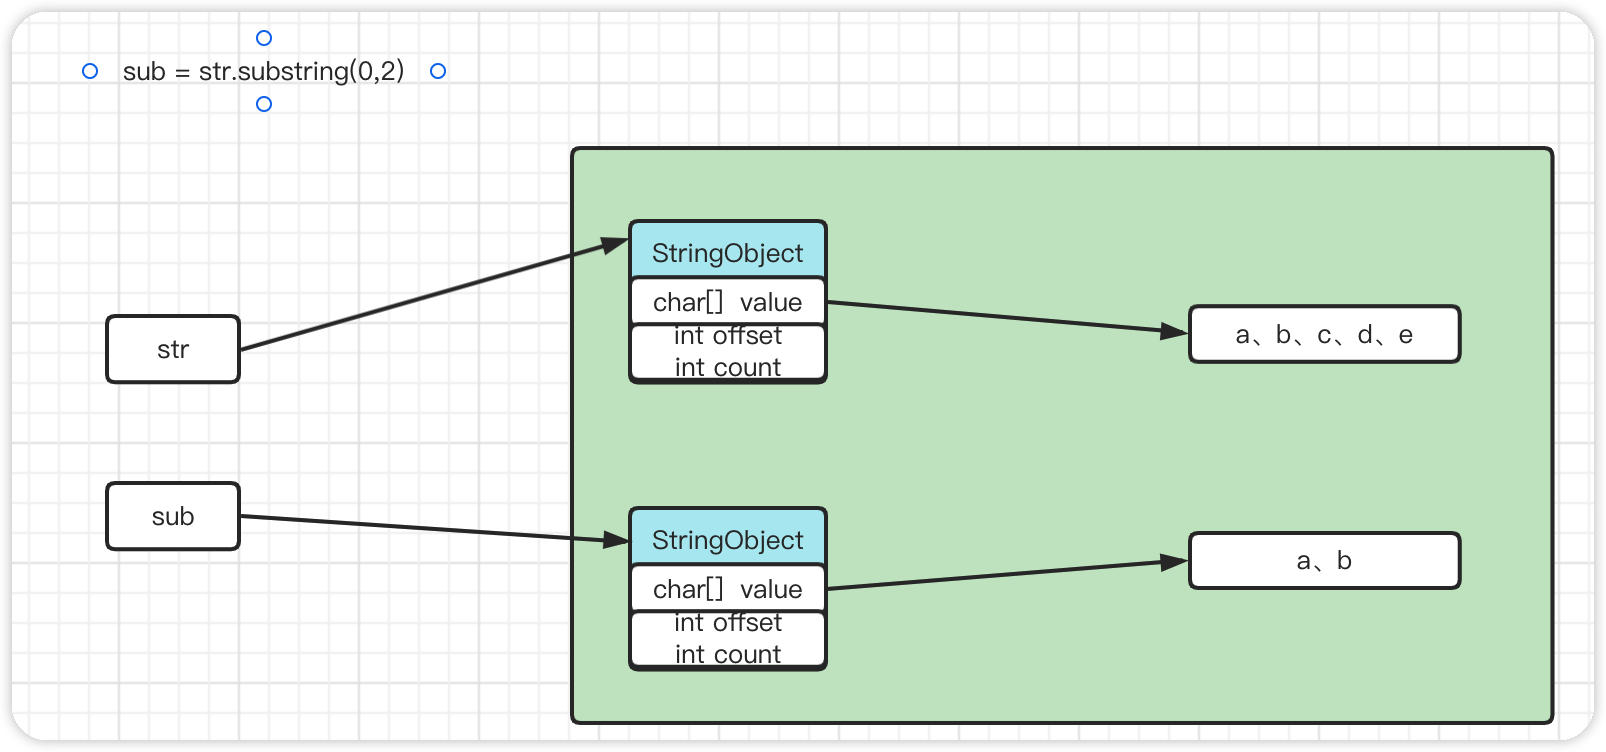 sub = str.substring(0,2)
StringObject
char[] value
int offset
int count
a、b、c、d、e
str
sub
StringObject
char[] value
int offset
int count
a、b